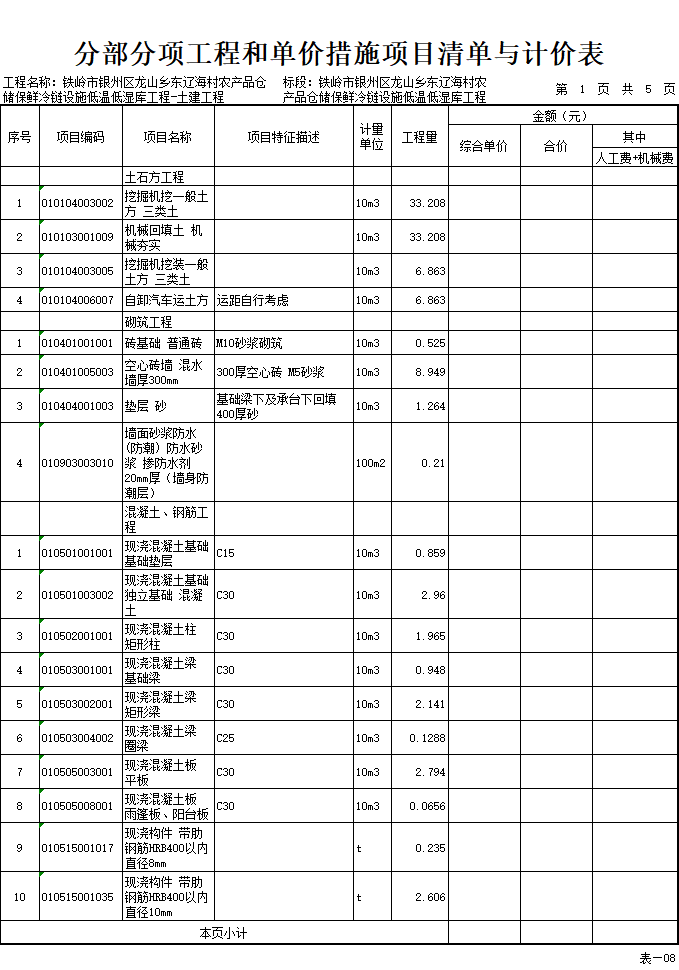 分部分项工程和单价措施项目清单与计价表
工程名称：铁岭市银州区龙山乡东辽海村农产品仓
储保鲜冷链设施低温低湿库工程-土建工程
标段：铁岭市银州区龙山乡东辽海村农
产品仓储保鲜冷链设施低温低湿库工程
第 1 页 共 5 页
序号 项目编码 项目名称 项目特征描述 计量单位 工程量 金额（元）
综合单价 合价 其中
人工费+机械费
土石方工程
1 010104003002 挖掘机挖一般土方 三类土 10m3 33.208
2 010103001009 机械回填土 机械夯实 10m3 33.208
3 010104003005 挖掘机挖装一般土方 三类土 10m3 6.863
4 010104006007 自卸汽车运土方 运距自行考虑 10m3 6.863
砌筑工程
1 010401001001 砖基础 普通砖 M10砂浆砌筑 10m3 0.525
2 010401005003 空心砖墙 混水墙厚300mm 300厚空心砖 M5砂浆 10m3 8.949
3 010404001003 垫层 砂 基础梁下及承台下回填400厚砂 10m3 1.264
4 010903003010 墙面砂浆防水(防潮) 防水砂浆 掺防水剂 20mm厚（墙身防潮层） 100m2 0.21
混凝土、钢筋工程
1 010501001001 现浇混凝土基础 基础垫层 C15 10m3 0.859
2 010501003002 现浇混凝土基础 独立基础 混凝土 C30 10m3 2.96
3 010502001001 现浇混凝土柱 矩形柱 C30 10m3 1.965
4 010503001001 现浇混凝土梁 基础梁 C30 10m3 0.948
5 010503002001 现浇混凝土梁 矩形梁 C30 10m3 2.141
6 010503004002 现浇混凝土梁 圈梁 C25 10m3 0.1288
7 010505003001 现浇混凝土板 平板 C30 10m3 2.794
8 010505008001 现浇混凝土板 雨篷板、阳台板 C30 10m3 0.0656
9 010515001017 现浇构件 带肋钢筋HRB400以内 直径8mm t 0.235
10 010515001035 现浇构件 带肋钢筋HRB400以内 直径10mm t 2.606
本页小计
表—08